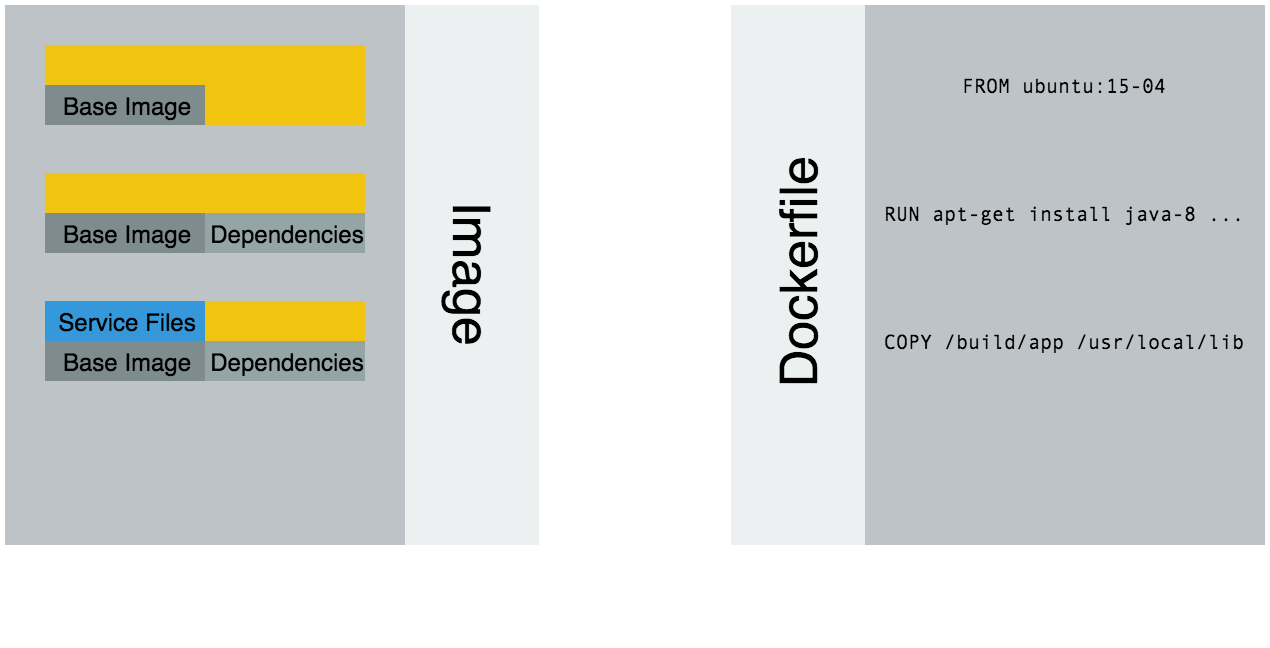 Base Image
Base Image Dependencies
Service Files
Base Image Dependencies
Image
Dockerfile
FROM ubuntu:15-04
RUN apt-get install java-8 ...
COPY /build/app /usr/local/lib